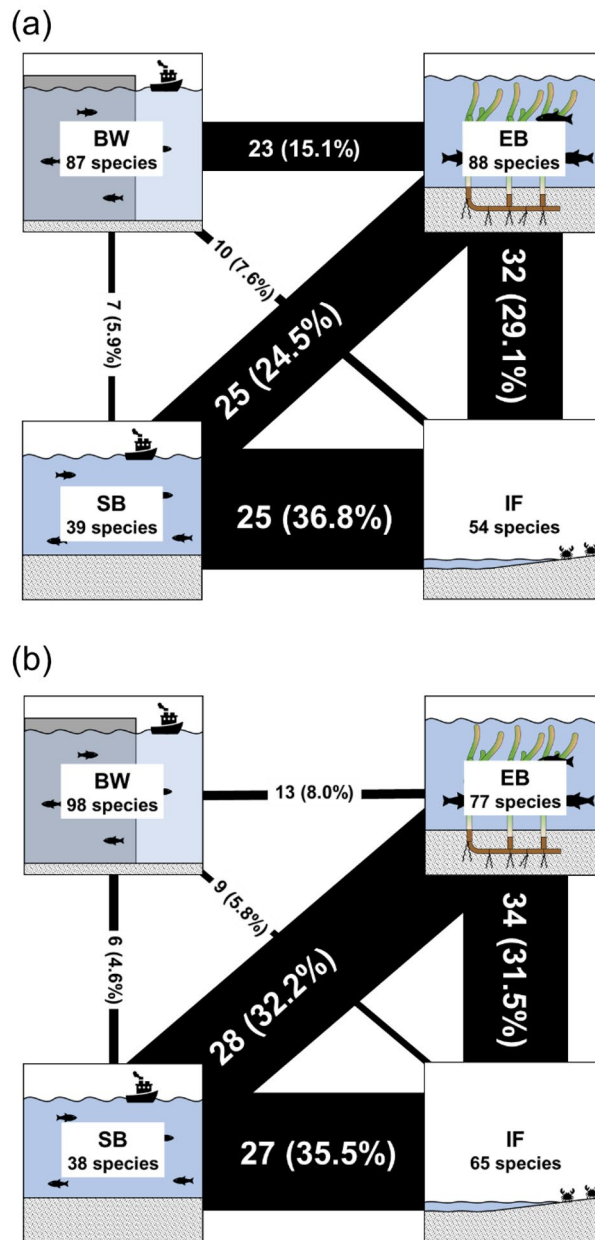 (a)
BW
87 species
23 (15.1%)
EB
88 species
10 (7.6%)
7 (5.9%)
25 (24.5%)
32 (29.1%)
SB
39 species
25 (36.8%)
IF
54 species
(b)
BW
98 species
13 (8.0%)
EB
77 species
9 (5.8%)
6 (4.6%)
28 (32.2%)
34 (31.5%)
SB
38 species
27 (35.5%)
IF
65 species